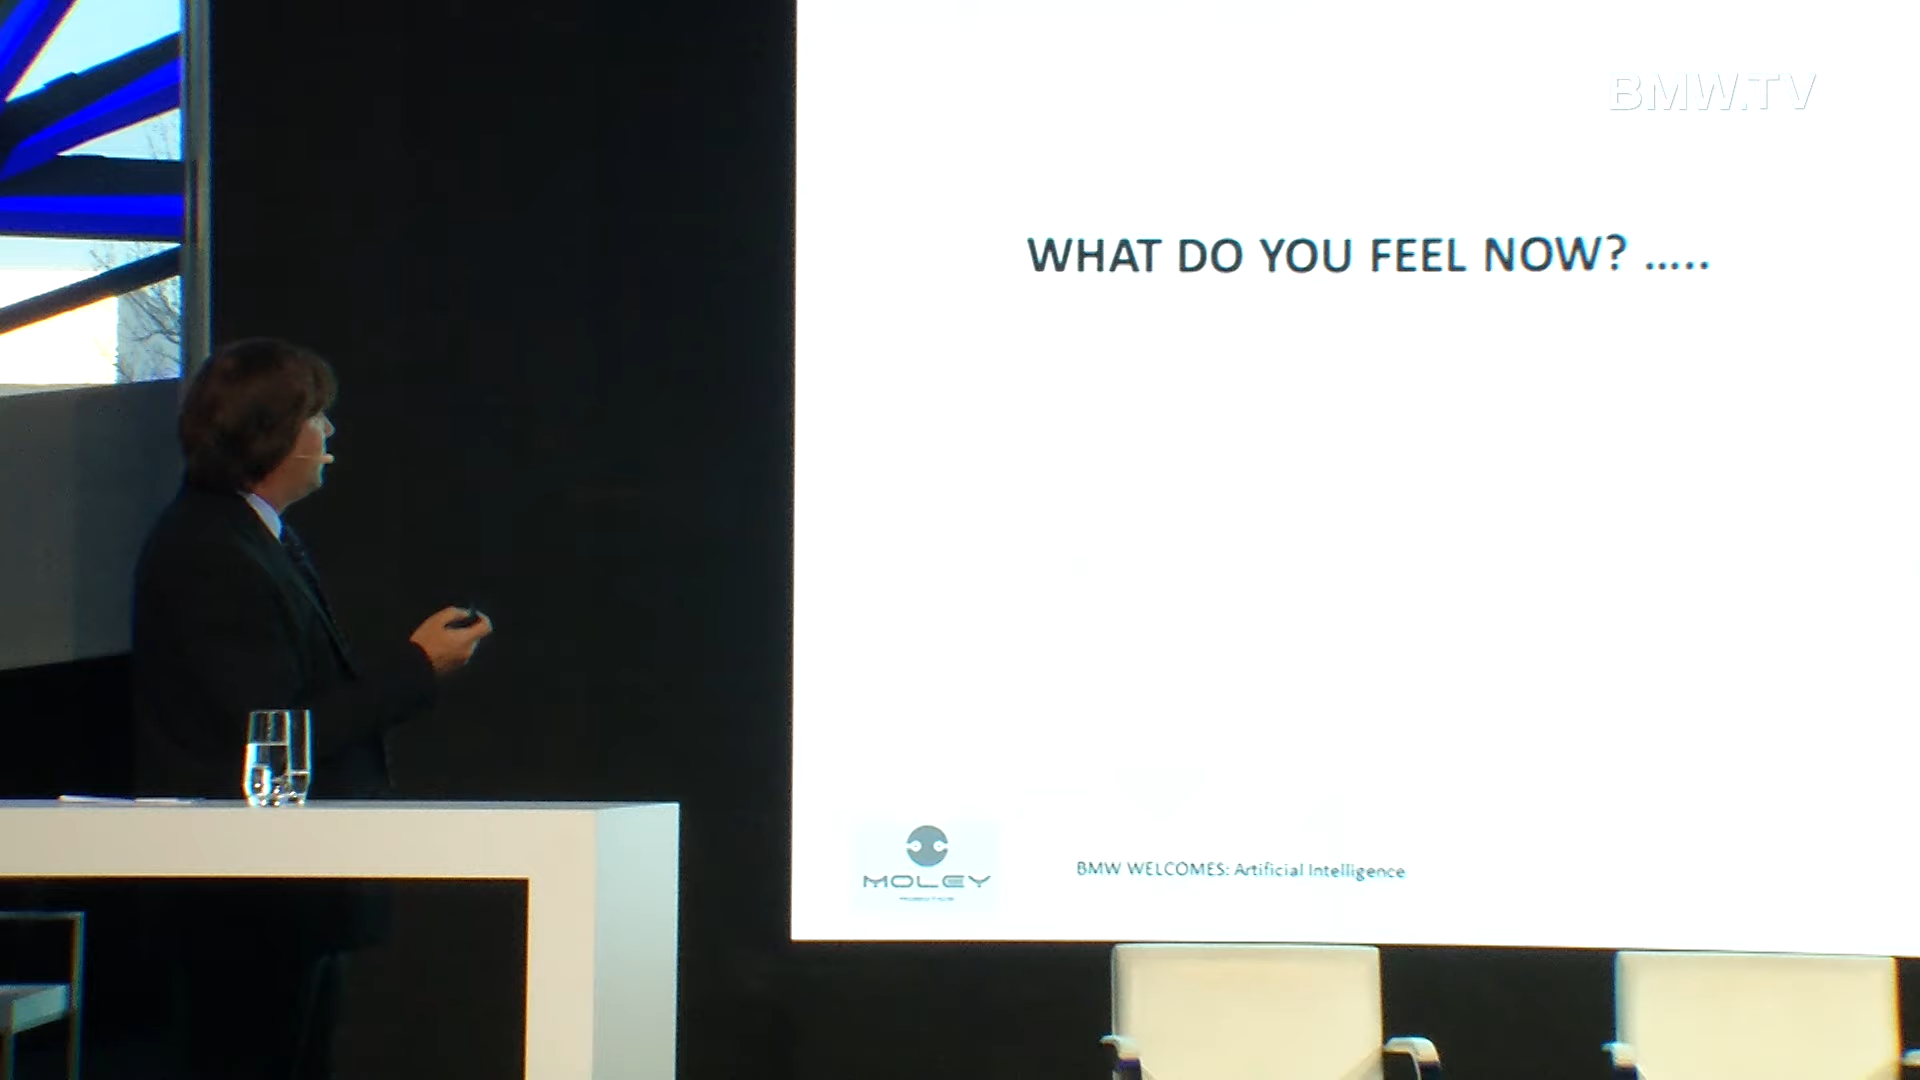 BMW.TV
WHAT DO YOU FEEL NOW? .....
MOLEY
BMW WELCOMES: Artificial Intelligence